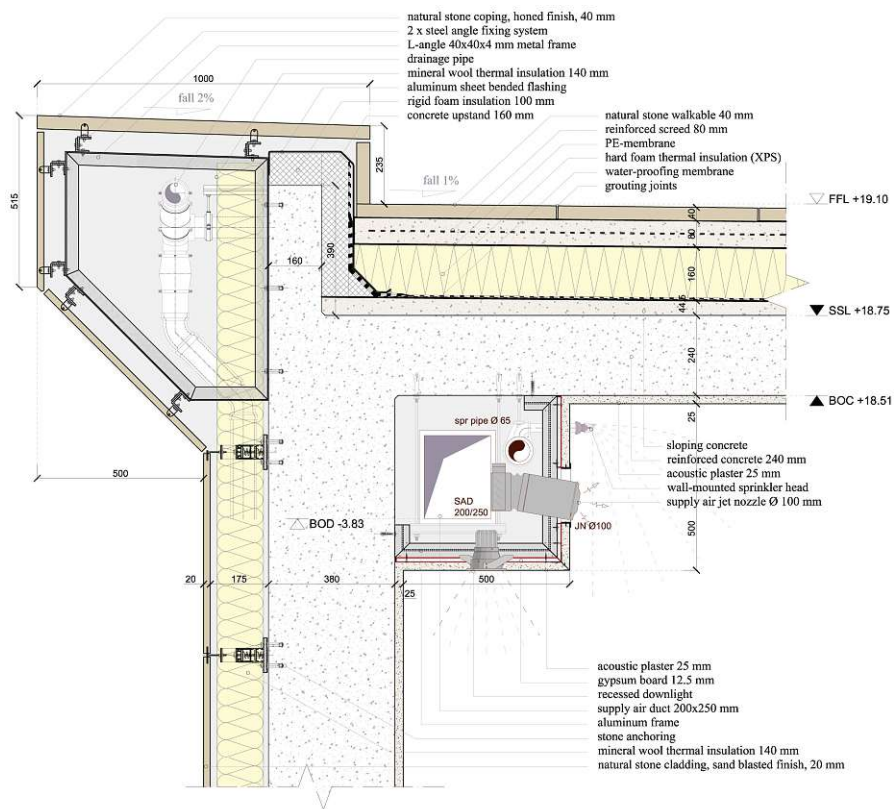 natural stone coping, honed finish, 40 mm
2 x steel angle fixing system
L-angle 40x40x4 mm metal frame
drainage pipe
mineral wool thermal insulation 140 mm
aluminum sheet bended flashing
rigid foam insulation 100 mm
concrete upstand 160 mm
1000
fall 2%
natural stone walkable 40 mm
reinforced screed 80 mm
PE-membrane
hard foam thermal insulation (XPS)
water-proofing membrane
grouting joints
235
515
fall 1%
FFL +19.10
40
80
390
160
160
44.5
SSL +18.75
240
BOC +18.51
25
spr pipe Ø 65
sloping concrete
reinforced concrete 240 mm
acoustic plaster 25 mm
wall-mounted sprinkler head
supply air jet nozzle Ø 100 mm
500
SAD
200/250
JN Ø100
BOD -3.83
500
20
175
380
500
25
acoustic plaster 25 mm
gypsum board 12.5 mm
recessed downlight
supply air duct 200x250 mm
aluminum frame
stone anchoring
mineral wool thermal insulation 140 mm
natural stone cladding, sand blasted finish, 20 mm